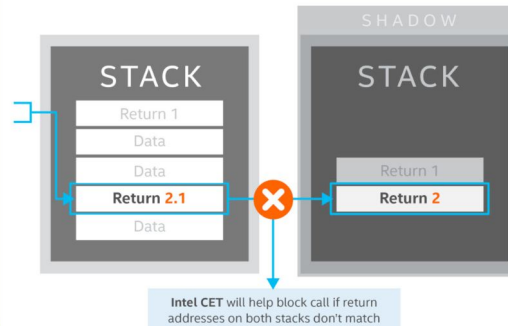 SHADOW
STACK
STACK
Return 1
Data
Data
Return 2.1
Data
Return 1
Return 2
Intel CET will help block call if return
addresses on both stacks don't match